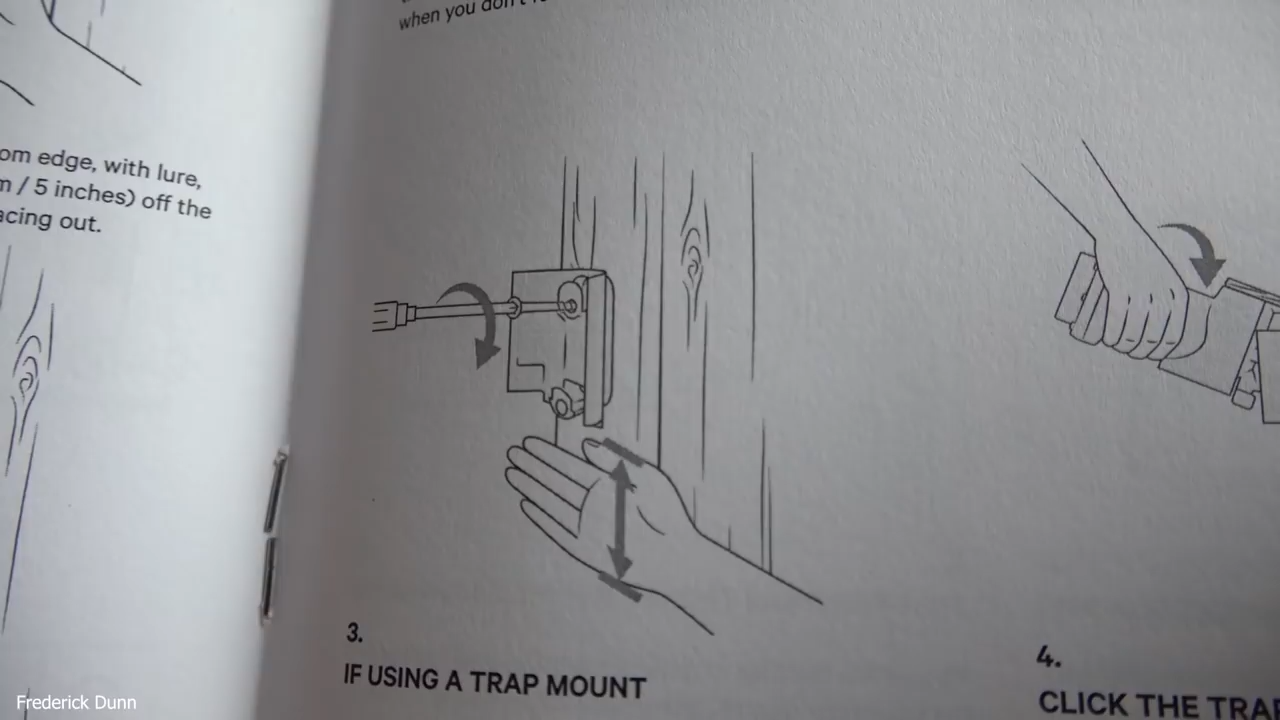 om edge, with lure,
m / 5 inches) off the
acing out.
when you don't
3.
IF USING A TRAP MOUNT
4.
CLICK THE TRA
Frederick Dunn